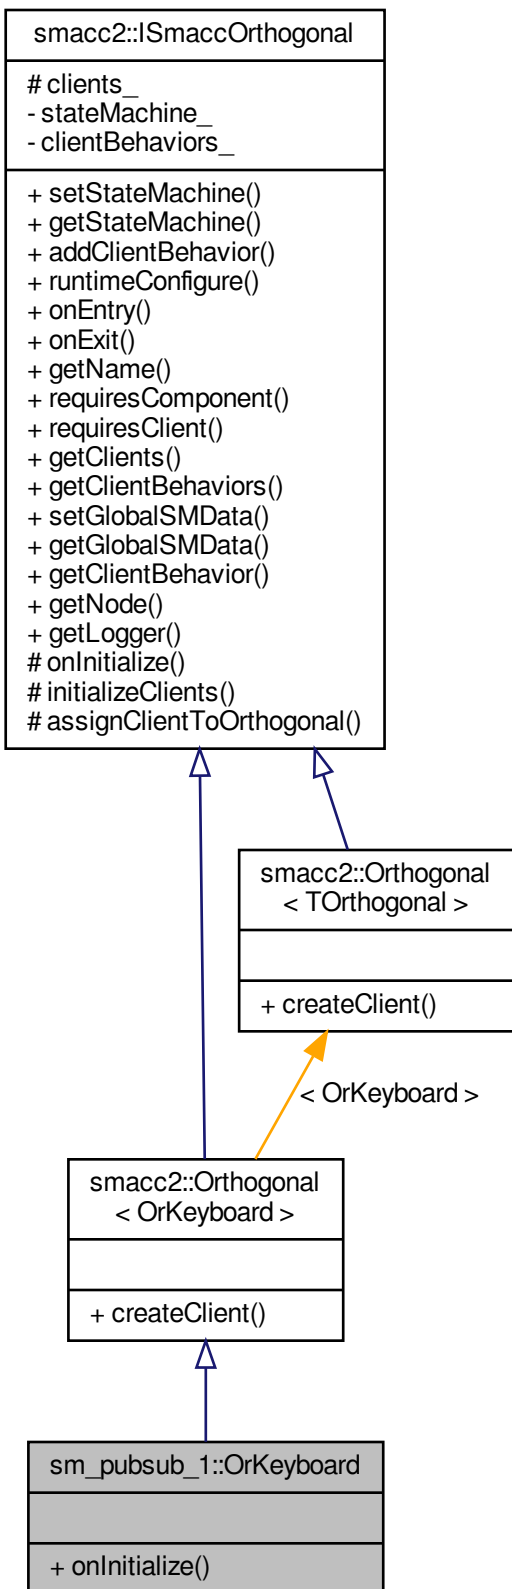 smacc2::ISmaccOrthogonal
# clients_
- stateMachine_
- clientBehaviors_
+ setStateMachine()
+ getStateMachine()
+ addClientBehavior()
+ runtimeConfigure()
+ onEntry()
+ onExit()
+ getName()
+ requiresComponent()
+ requiresClient()
+ getClients()
+ getClientBehaviors()
+ setGlobalSMData()
+ getGlobalSMData()
+ getClientBehavior()
+ getNode()
+ getLogger()
# onInitialize()
# initializeClients()
# assignClientToOrthogonal()
smacc2::Orthogonal
< TOrthogonal >
+ createClient()
< OrKeyboard >
smacc2::Orthogonal
< OrKeyboard >
+ createClient()
sm_pubsub_1::OrKeyboard
+ onInitialize()